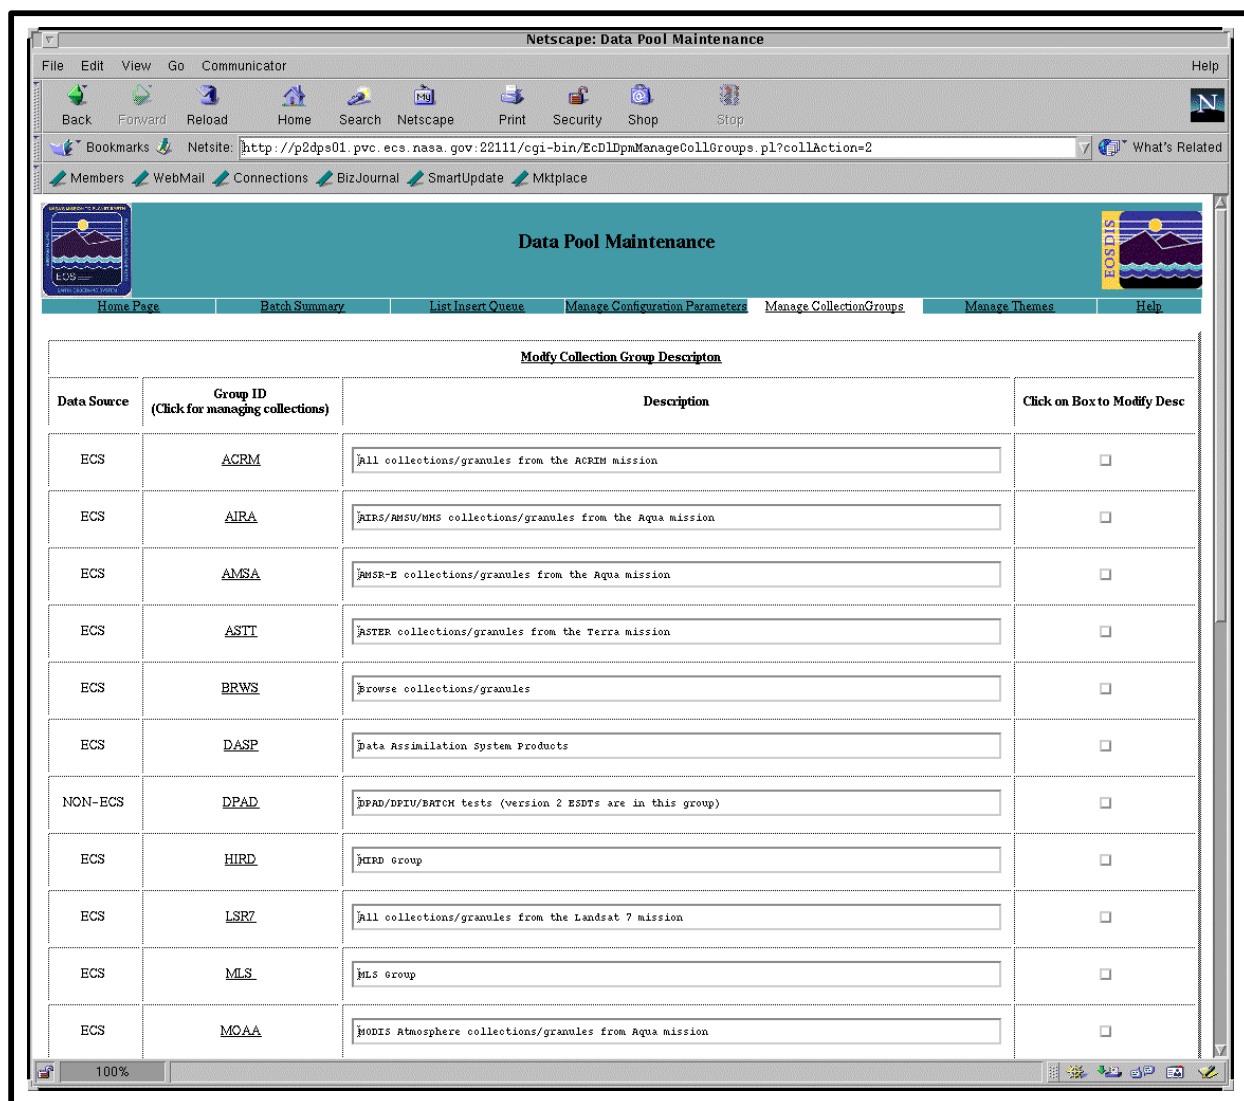 Netscape: Data Pool Maintenance
File Edit View Go Communicator Help
Back Forward Reload Home Search Netscape Print Security Shop Stop
My
N
Bookmarks Netsite: http://p2dps01.pvc.ecs.nasa.gov:22111/cgi-bin/EcDlDpmManageCollGroups.pl?collAction=2 What's Related
Members WebMail Connections BizJournal SmartUpdate Mktplace
EOS
Data Pool Maintenance
EOSDIS
Home Page Batch Summary List Insert Queue Manage Configuration Parameters Manage CollectionGroups Manage Themes Help
Modfy Collection Group Descripton
Data Source Group ID Description Click on Box to Modify Desc
(Click for managing collections)
ECS ACRM All collections/granules from the ACRIM mission
ECS AIRA AIRS/AMSU/MHS collections/granules from the Aqua mission
ECS AMSA AMSR-E collections/granules from the Aqua mission
ECS ASTT ASTER collections/granules from the Terra mission
ECS BRWS Browse collections/granules
ECS DASP Data Assimilation System Products
NON-ECS DPAD DPAD/DPIU/BATCH tests (version 2 ESDTs are in this group)
ECS HIRD HIRD Group
ECS LSR7 All collections/granules from the Landsat 7 mission
ECS MLS MLS Group
ECS MOAA MODIS Atmosphere collections/granules from Aqua mission
100%